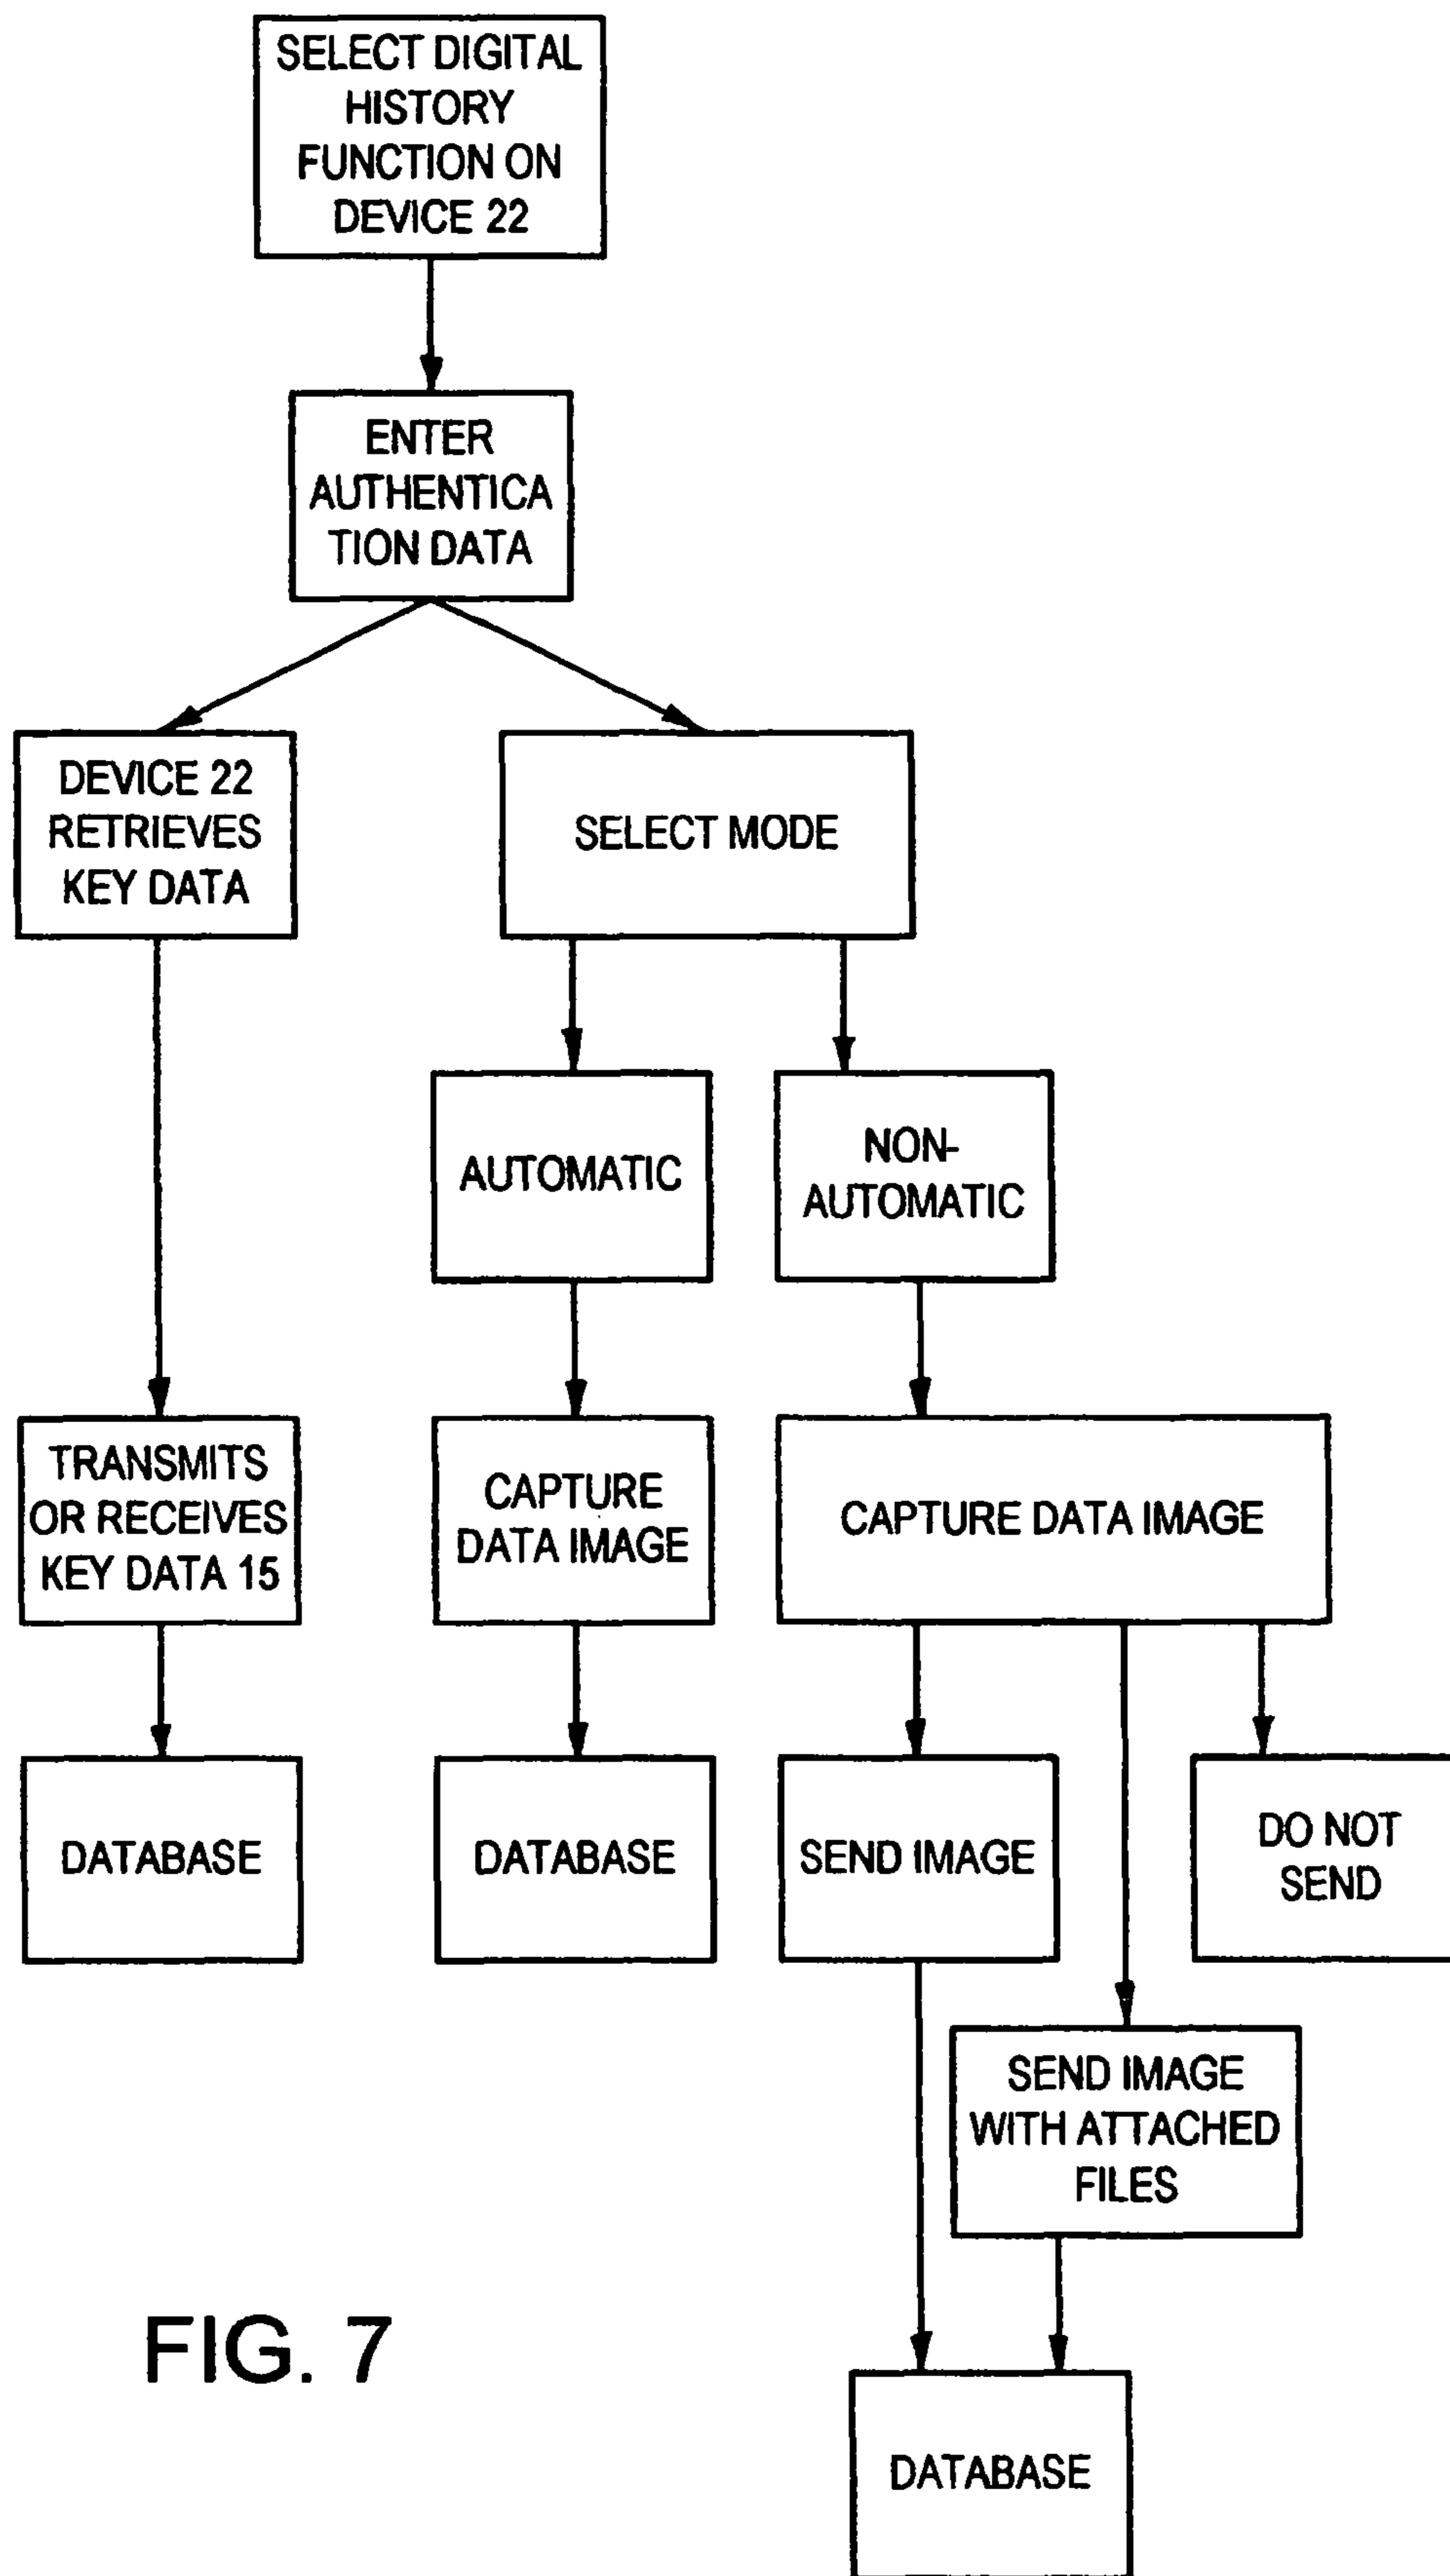 SELECT DIGITAL
HISTORY
FUNCTION ON
DEVICE 22
ENTER
AUTHENTICA
TION DATA
DEVICE 22
RETRIEVES
KEY DATA
SELECT MODE
AUTOMATIC
NON-
AUTOMATIC
TRANSMITS
OR RECEIVES
KEY DATA 15
CAPTURE
DATA IMAGE
CAPTURE DATA IMAGE
DATABASE
DATABASE
SEND IMAGE
DO NOT
SEND
SEND IMAGE
WITH ATTACHED
FILES
DATABASE
FIG. 7